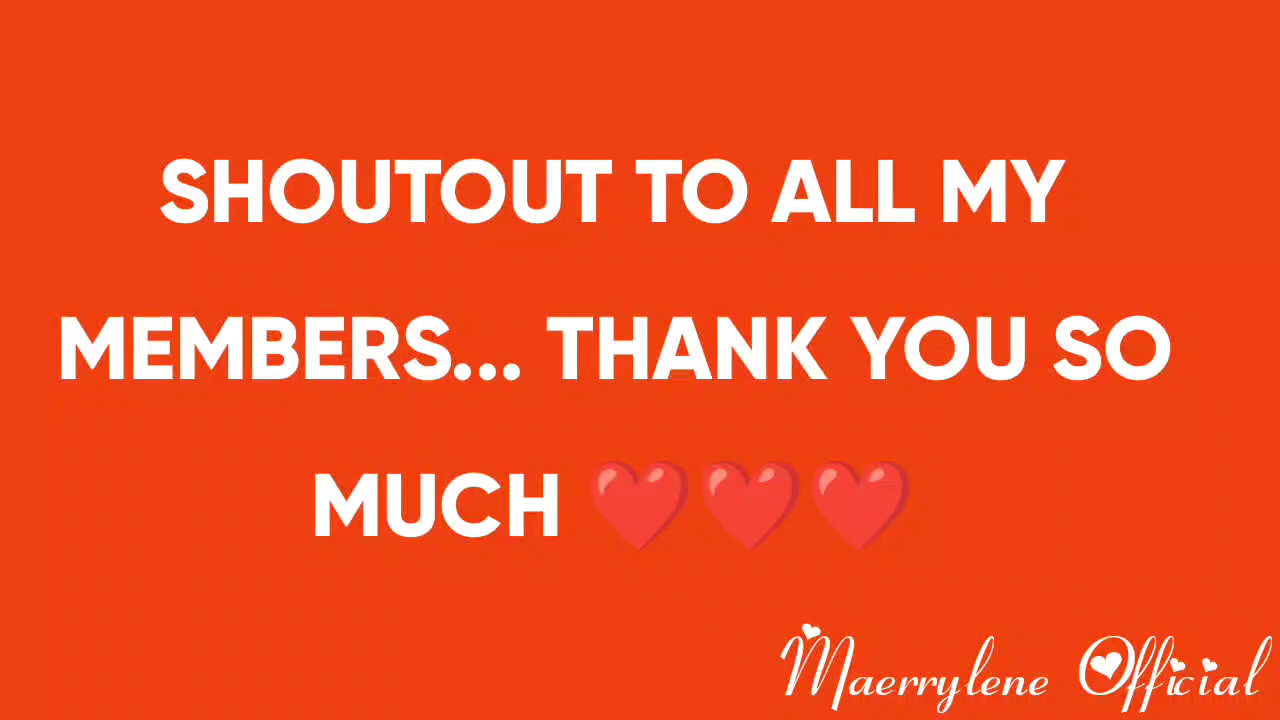 SHOUTOUT TO ALL MY
MEMBERS... THANK YOU SO
MUCH ❤️❤️❤️
Maerrylene Official